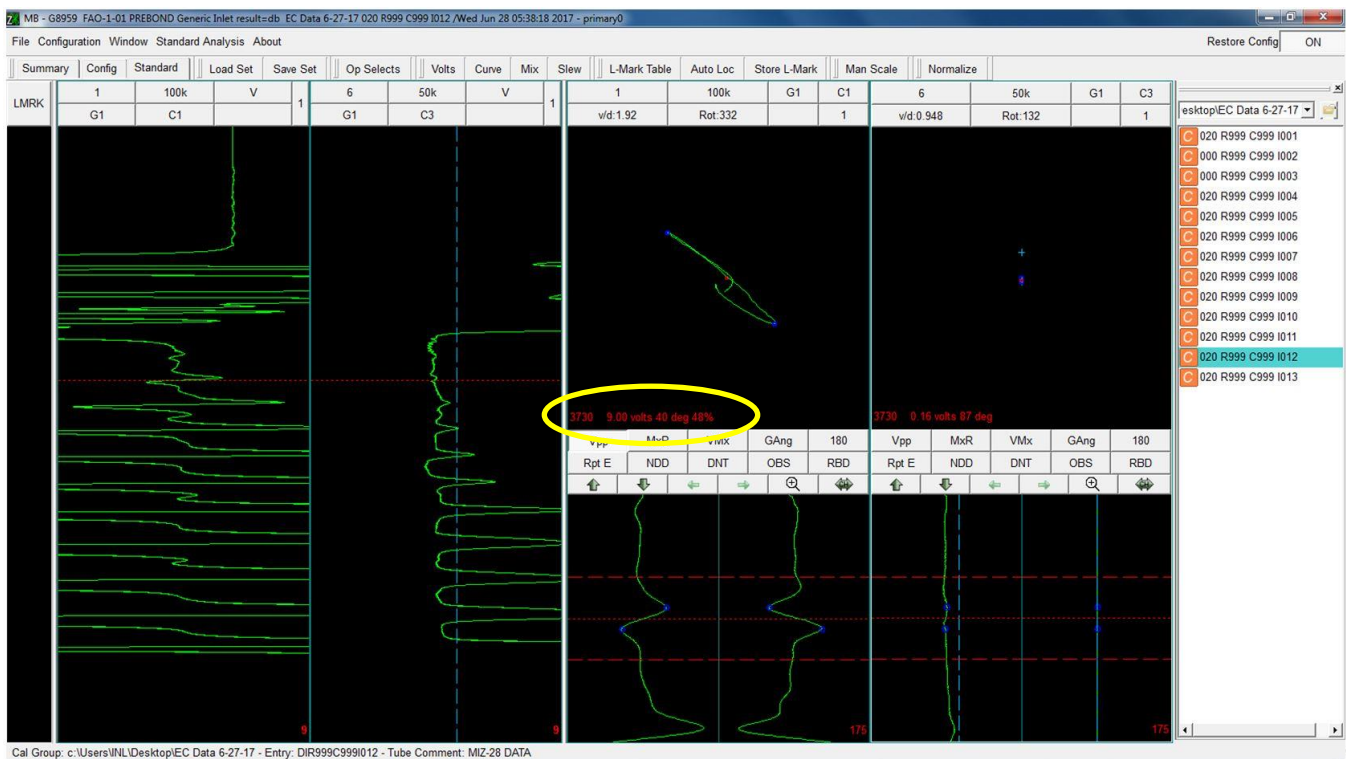 MB - G8959 FAO-1-01 PREBOND Generic Inlet result=db EC Data 6-27-17 020 R999 C999 I012 /Wed Jun 28 05:38:18 2017 - primary0
File Configuration Window Standard Analysis About
Restore Config ON
Summary Config Standard Load Set Save Set Op Selects Volts Curve Mix Slew L-Mark Table Auto Loc Store L-Mark Man Scale Normalize
LMRK
1 100k V 1
G1 C1
6 50k V 1
G1 C3
1 100k G1 C1
v/d:1.92 Rot:332 1
6 50k G1 C3
v/d:0.948 Rot:132 1
esktop\EC Data 6-27-17
C 020 R999 C999 I001
C 000 R999 C999 I002
C 000 R999 C999 I003
C 020 R999 C999 I004
C 020 R999 C999 I005
C 020 R999 C999 I006
C 020 R999 C999 I007
C 020 R999 C999 I008
C 020 R999 C999 I009
C 020 R999 C999 I010
C 020 R999 C999 I011
C 020 R999 C999 I012
C 020 R999 C999 I013
3730 9.00 volts 40 deg 48%
3730 0.16 volts 87 deg
Vpp MxR VMx GAng 180
Rpt E NDD DNT OBS RBD
Vpp MxR VMx GAng 180
Rpt E NDD DNT OBS RBD
9
9
175
175
Cal Group: c:\Users\INL\Desktop\EC Data 6-27-17 - Entry: DIR999C999I012 - Tube Comment: MIZ-28 DATA